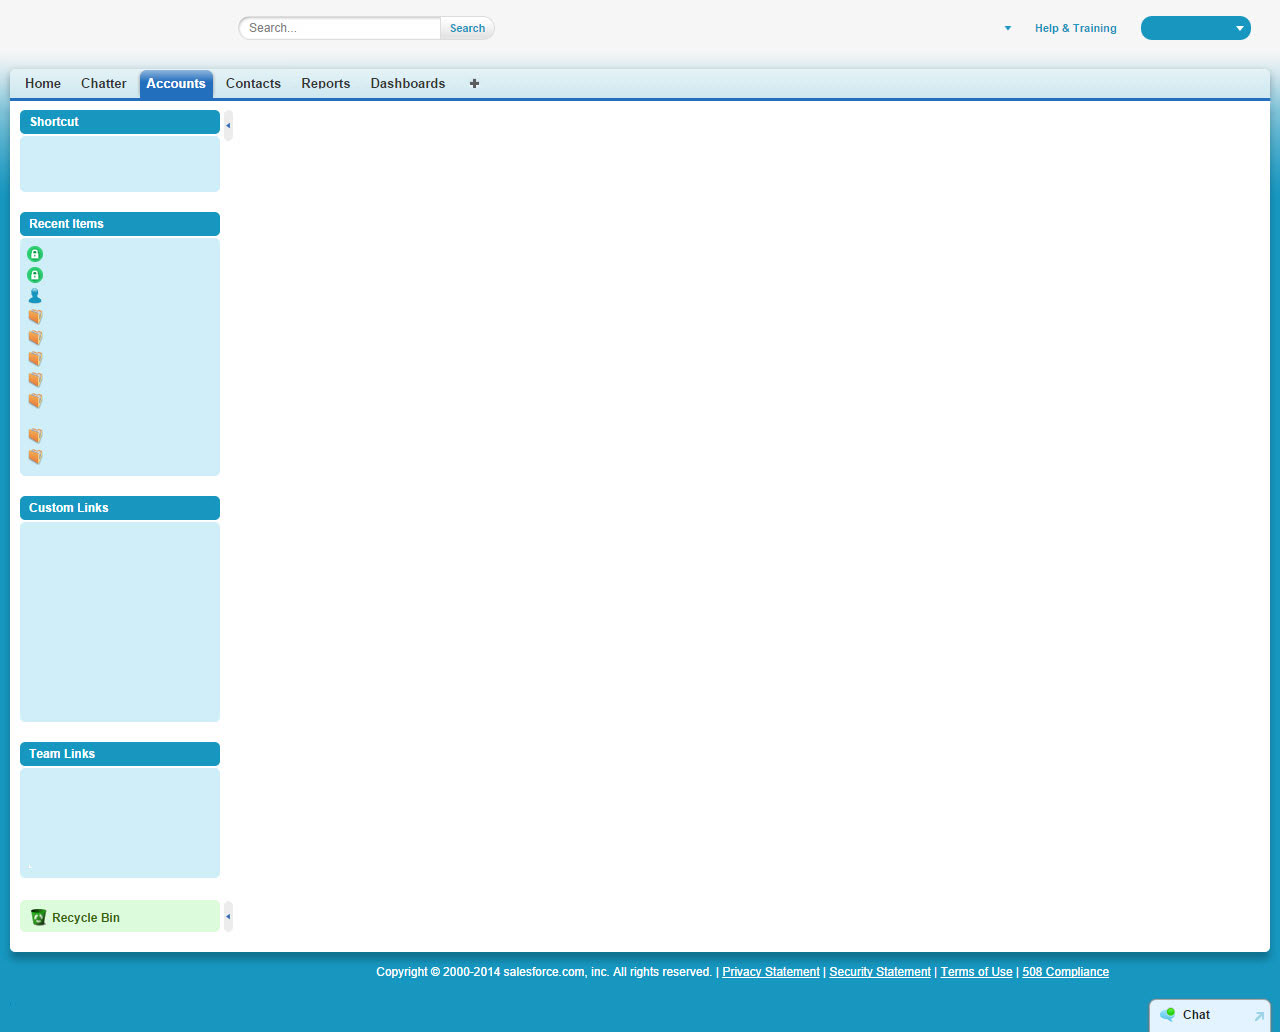 Search... Search Help & Training
Home Chatter Accounts Contacts Reports Dashboards
Shortcut
Recent Items
Custom Links
Team Links
Recycle Bin
Copyright © 2000-2014 salesforce.com, inc. All rights reserved. | Privacy Statement | Security Statement | Terms of Use | 508 Compliance
Chat